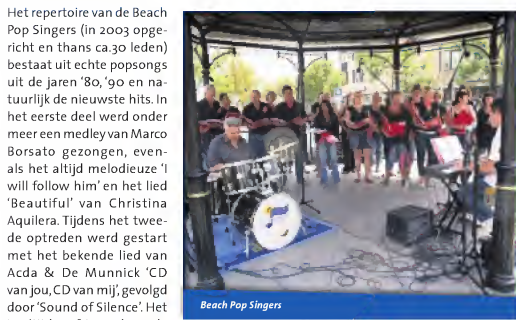 Het repertoire van de Beach
Pop Singers (in 2003 opge-
richt en thans ca.30 leden)
bestaat uit echte popsongs
uit de jaren ‘80, ‘90 en na-
tuurlijk de nieuwste hits. In
het eerste deel werd onder
meer een medley van Marco
Borsato gezongen, even-
als het altijd melodieuze ‘I
will follow him’ en het lied
‘Beautiful’ van Christina
Aquilera. Tijdens het twee-
de optreden werd gestart
met het bekende lied van
Acda & De Munnick ‘CD
van jou, CD van mij’, gevolgd
door ‘Sound of Silence’. Het
Beach Pop Singers